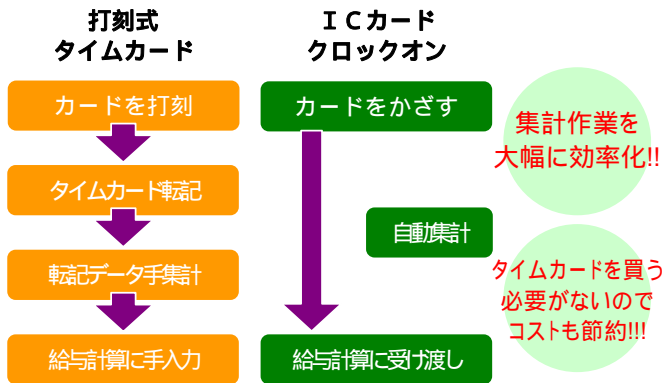 打刻式
タイムカード
カードを打刻
タイムカード転記
転記データ手集計
給与計算に手入力
ＩＣカード
クロックオン
カードをかざす
自動集計
給与計算に受け渡し
集計作業を
大幅に効率化!!
タイムカードを買う
必要がないので
コストも節約!!!